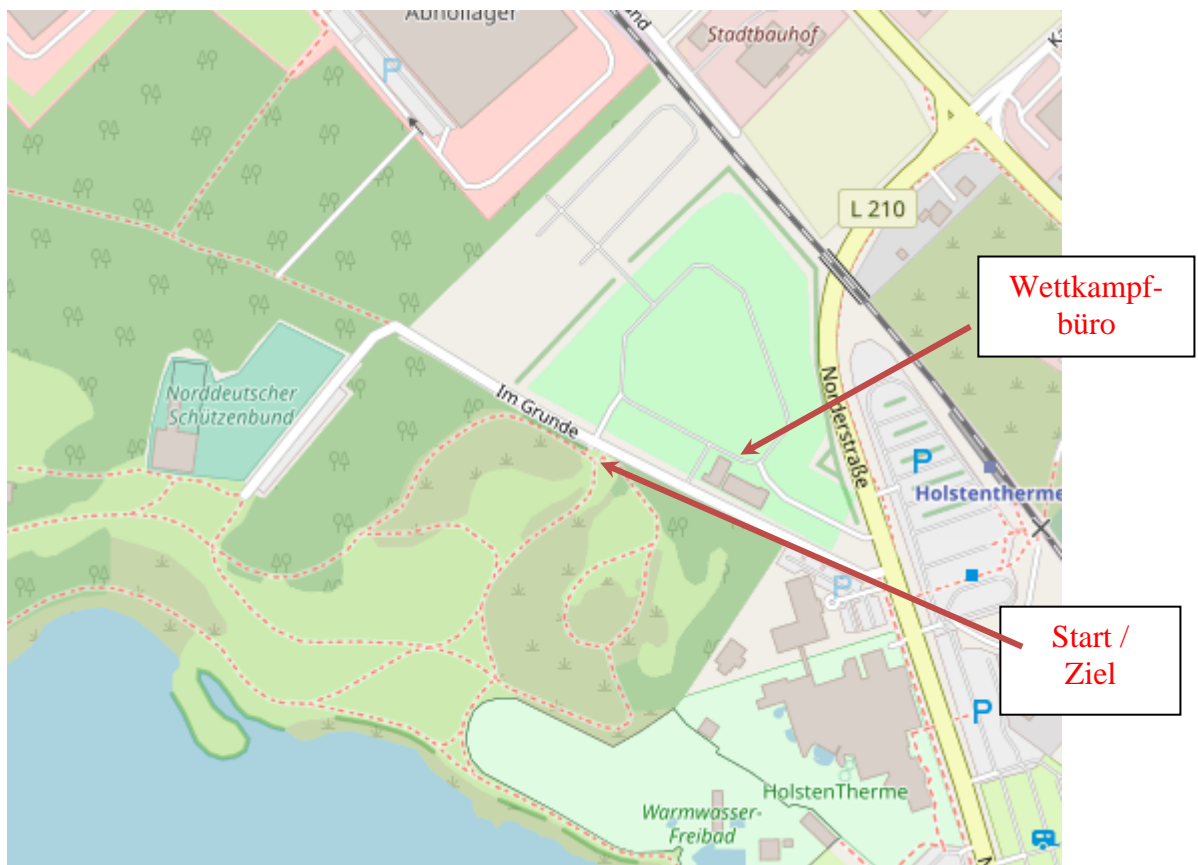 Abhollager
Stadtbauhof
L 210
Wettkampf-
büro
Norddeutscher
Schützenbund
Im Grunde
Norderstraße
P
P
Holstentherme
P
Start /
Ziel
P
HolstenTherme
Warmwasser-
Freibad